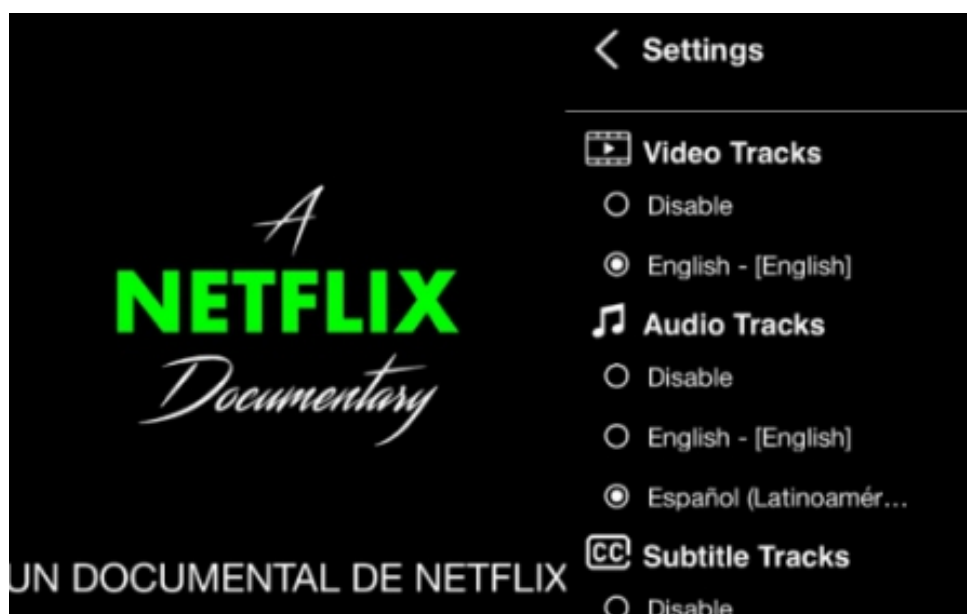 A
NETFLIX
Documentary
UN DOCUMENTAL DE NETFLIX
Settings
Video Tracks
Disable
English - [English]
Audio Tracks
Disable
English - [English]
Español (Latinoamér...
CC Subtitle Tracks
Disable